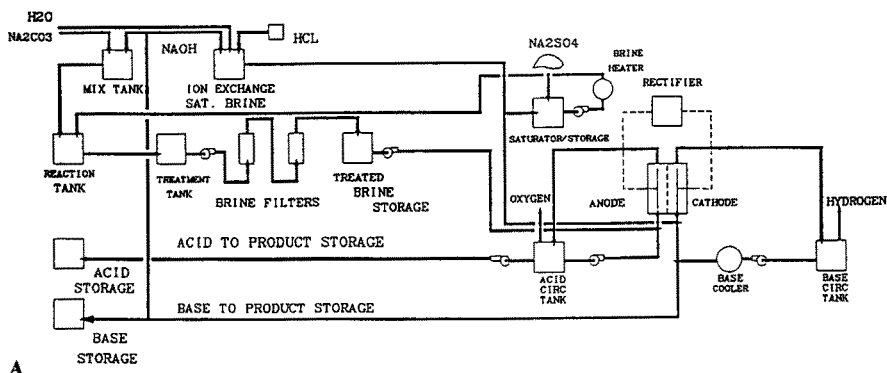 H2O
NA2CO3
NAOH
HCL
MIX TANK
ION EXCHANGE
SAT. BRINE
NA2SO4
BRINE
HEATER
RECTIFIER
SATURATOR/STORAGE
REACTION
TANK
TREATMENT
TANK
BRINE FILTERS
TREATED
BRINE
STORAGE
OXYGEN
ANODE
CATHODE
HYDROGEN
ACID TO PRODUCT STORAGE
ACID
STORAGE
ACID
CIRC
TANK
BASE
COOLER
BASE
CIRC
TANK
BASE TO PRODUCT STORAGE
BASE
STORAGE
A